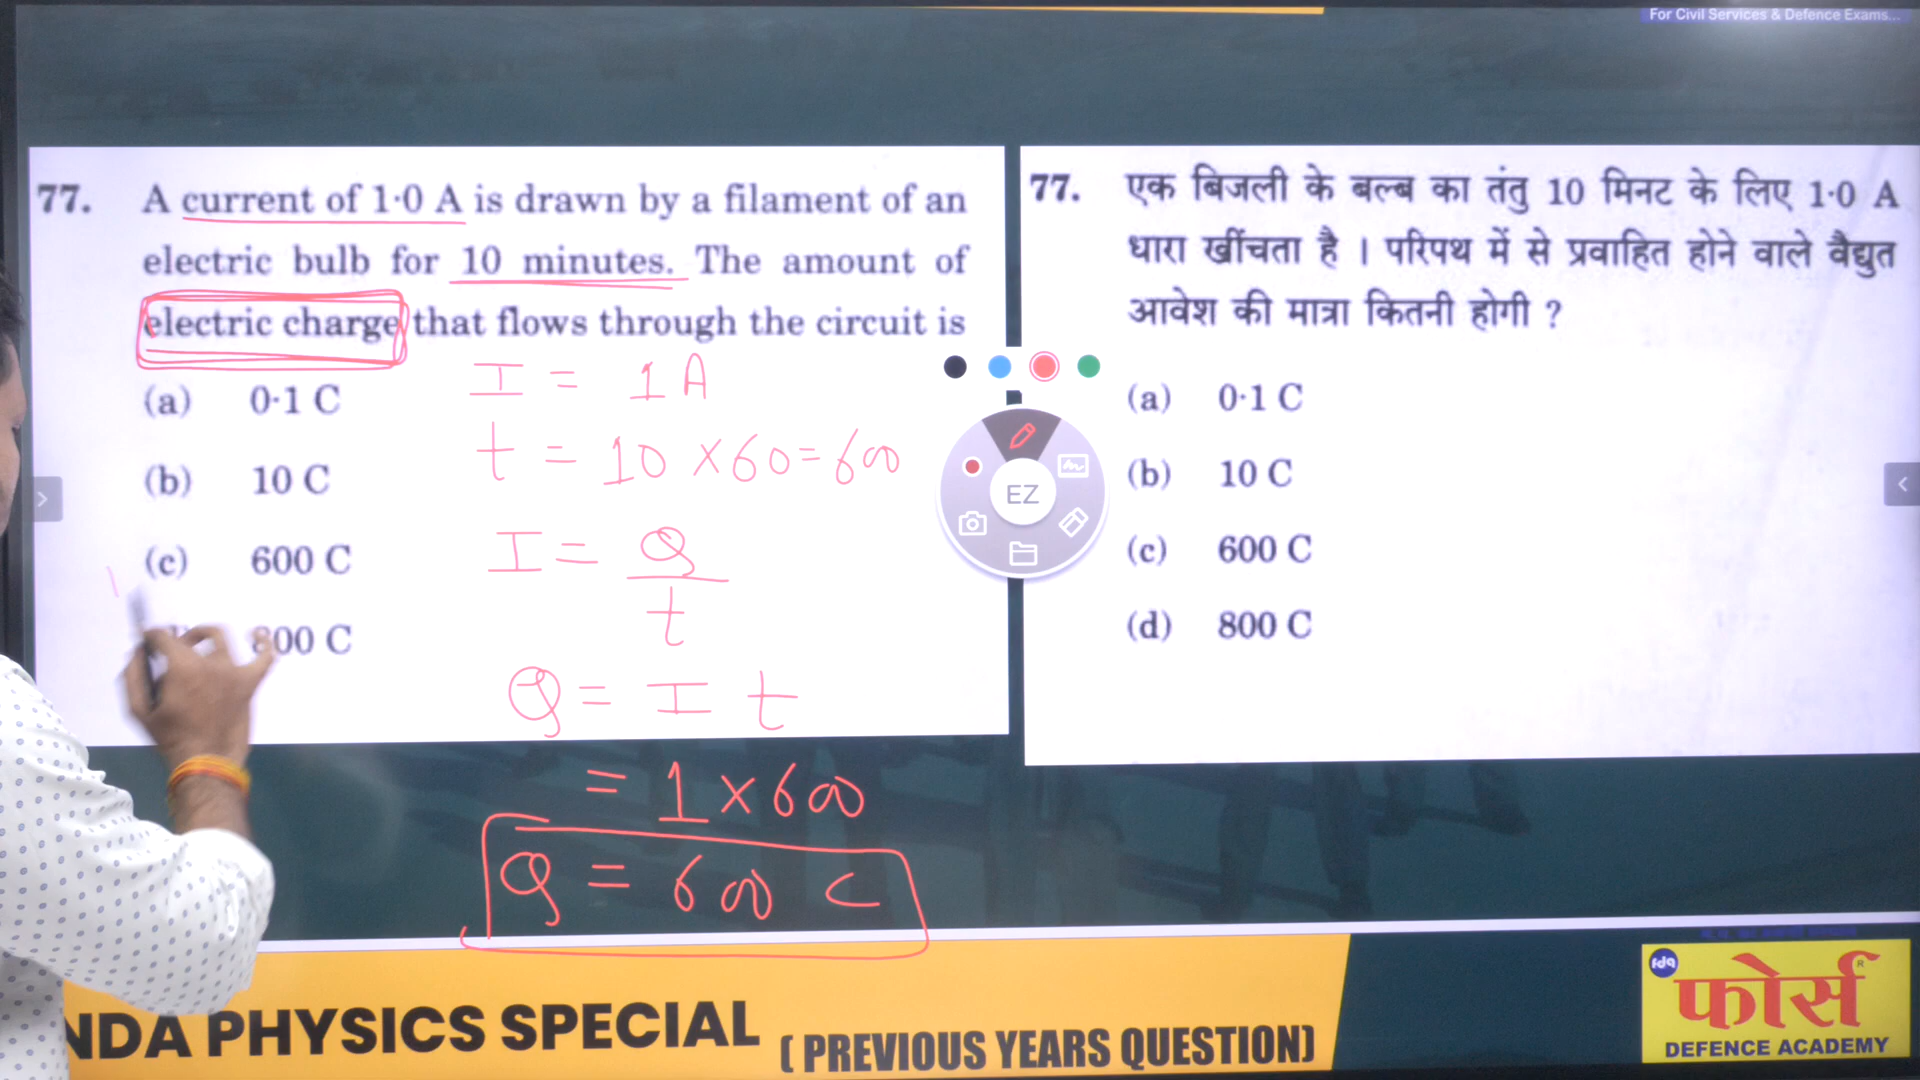 For Civil Services & Defence Exams...
77. A current of 1·0 A is drawn by a filament of an
electric bulb for 10 minutes. The amount of
electric charge that flows through the circuit is
(a) 0·1 C
(b) 10 C
(c) 600 C
800 C
I = 1 A
t = 10 × 60 = 600
I = Q
t
Q = I t
= 1 × 600
Q = 600 C
EZ
77. एक बिजली के बल्ब का तंतु 10 मिनट के लिए 1·0 A
धारा खींचता है । परिपथ में से प्रवाहित होने वाले वैद्युत
आवेश की मात्रा कितनी होगी ?
(a) 0·1 C
(b) 10 C
(c) 600 C
(d) 800 C
NDA PHYSICS SPECIAL ( PREVIOUS YEARS QUESTION)
fda
फोर्स
R
DEFENCE ACADEMY